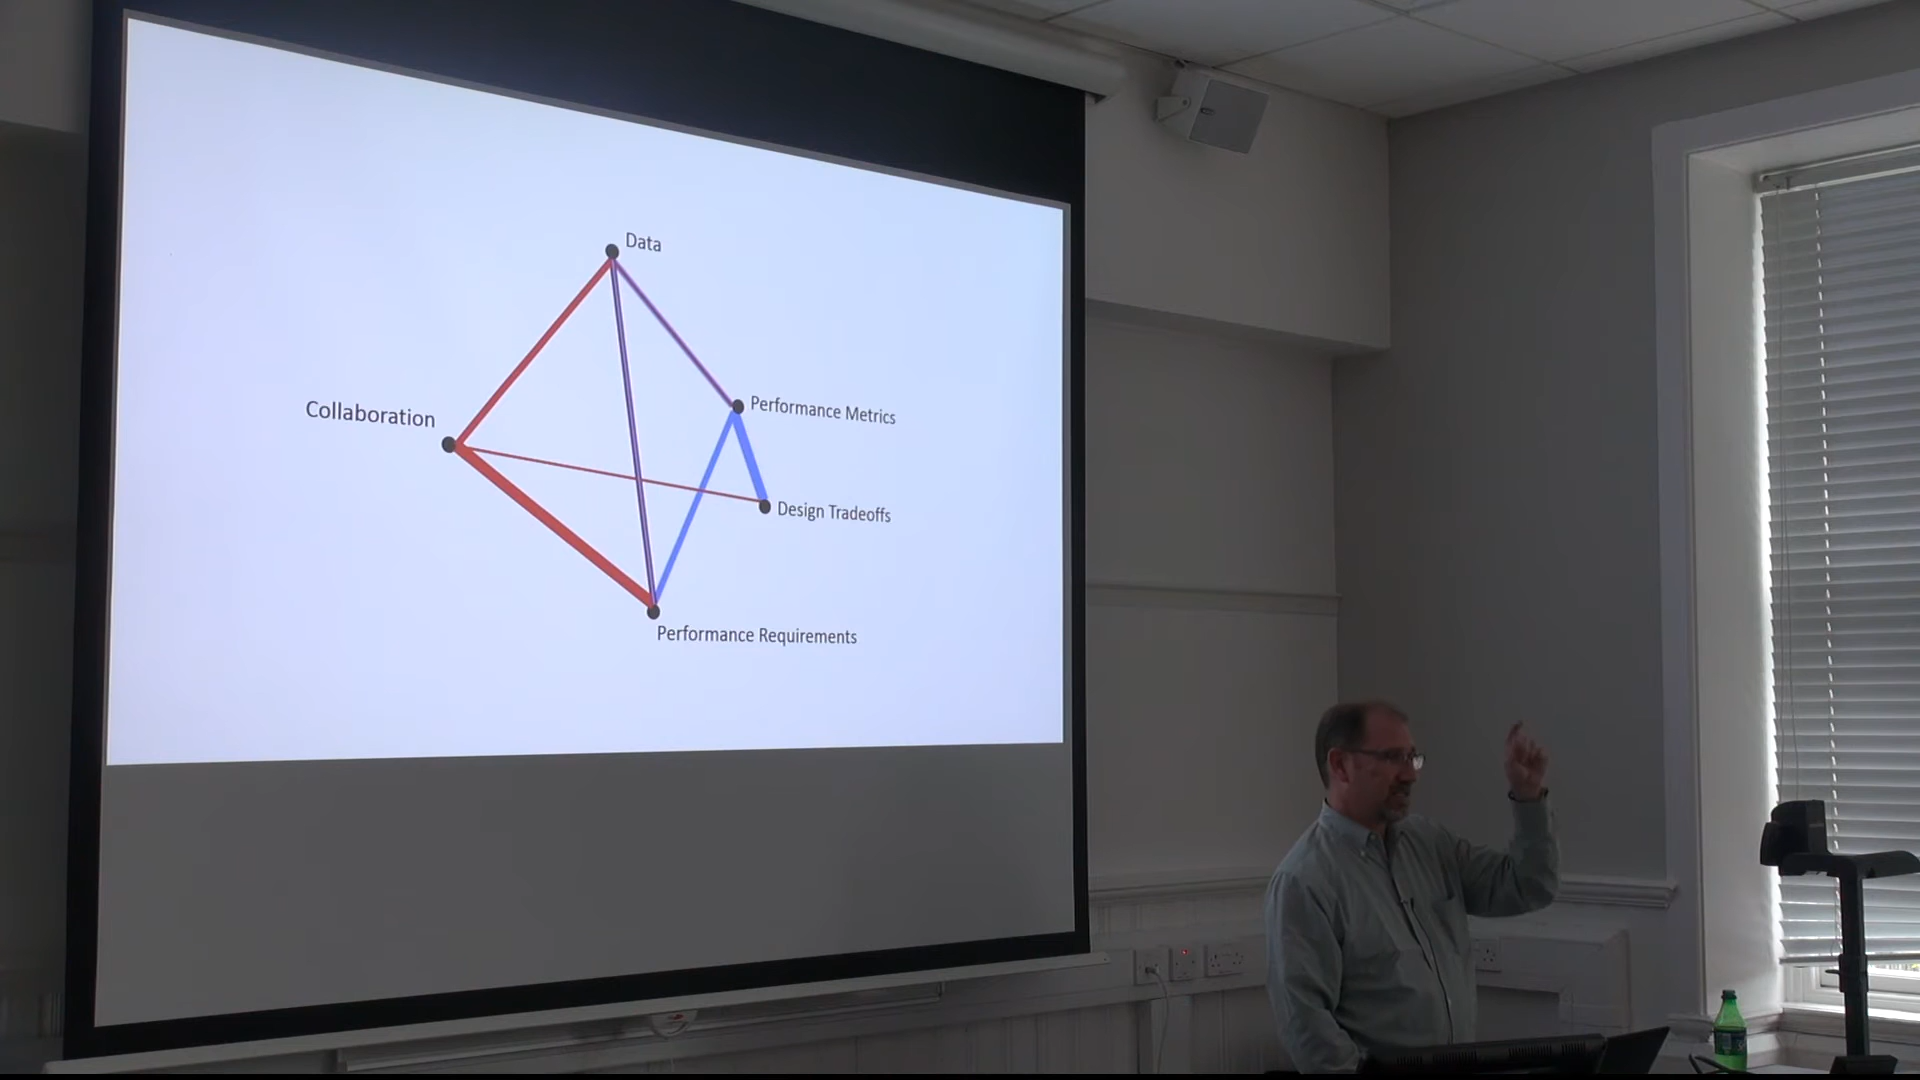 Data
Performance Metrics
Collaboration
Design Tradeoffs
Performance Requirements